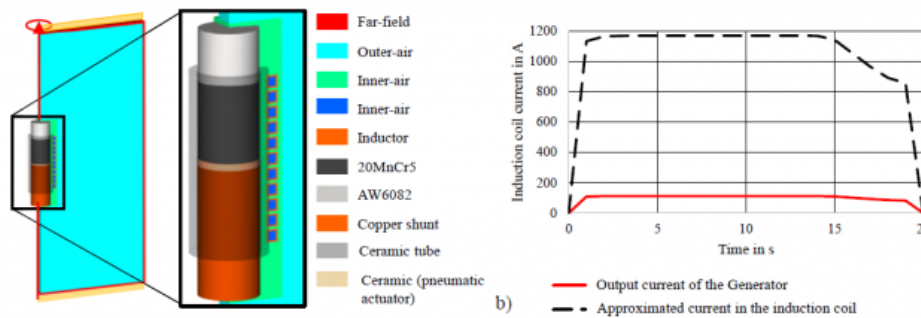 Far-field
Outer-air
Inner-air
Inner-air
Inductor
20MnCr5
AW6082
Copper shunt
Ceramic tube
Ceramic (pneumatic
actuator)
b)
Induction coil current in A
1200
1000
800
600
400
200
0
0 5 10 15 2
Time in s
Output current of the Generator
Approximated current in the induction coil